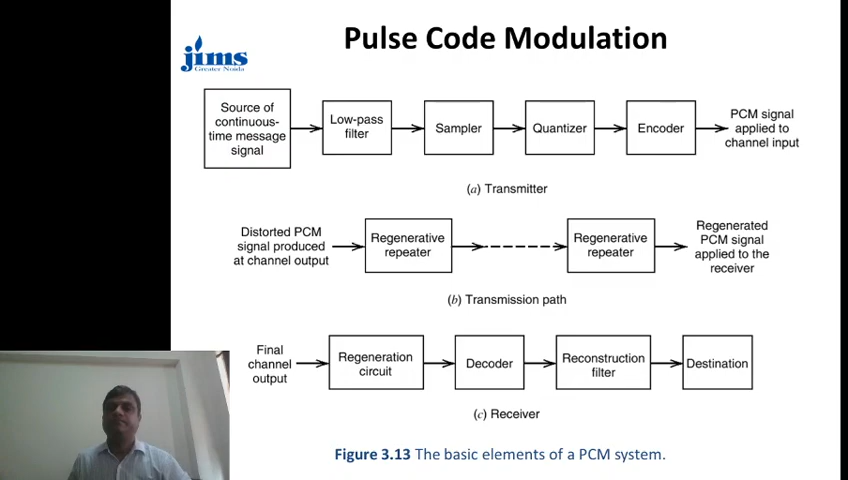 Pulse Code Modulation
jims
Greater Noida
Source of
continuous-
time message
signal
Low-pass
filter
Sampler
Quantizer
Encoder
PCM signal
applied to
channel input
(a) Transmitter
Distorted PCM
signal produced
at channel output
Regenerative
repeater
Regenerative
repeater
Regenerated
PCM signal
applied to the
receiver
(b) Transmission path
Final
channel
output
Regeneration
circuit
Decoder
Reconstruction
filter
Destination
(c) Receiver
Figure 3.13 The basic elements of a PCM system.